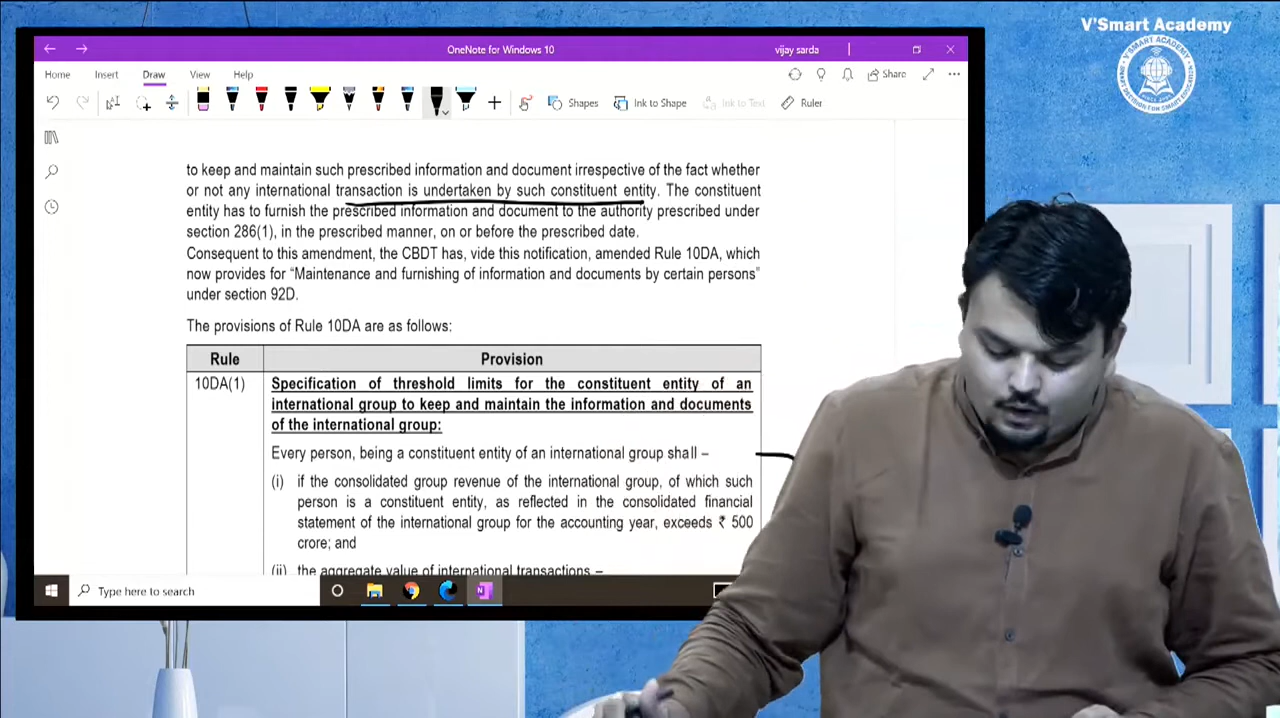 V'Smart Academy
OneNote for Windows 10
vijay sarda
Home Insert Draw View Help
Share
Shapes Ink to Shape Ink to Text Ruler
to keep and maintain such prescribed information and document irrespective of the fact whether
or not any international transaction is undertaken by such constituent entity. The constituent
entity has to furnish the prescribed information and document to the authority prescribed under
section 286(1), in the prescribed manner, on or before the prescribed date.
Consequent to this amendment, the CBDT has, vide this notification, amended Rule 10DA, which
now provides for “Maintenance and furnishing of information and documents by certain persons”
under section 92D.
The provisions of Rule 10DA are as follows:
Rule Provision
10DA(1) Specification of threshold limits for the constituent entity of an
international group to keep and maintain the information and documents
of the international group:
Every person, being a constituent entity of an international group shall –
(i) if the consolidated group revenue of the international group, of which such
person is a constituent entity, as reflected in the consolidated financial
statement of the international group for the accounting year, exceeds ₹ 500
crore; and
(ii) the aggregate value of international transactions –
Type here to search